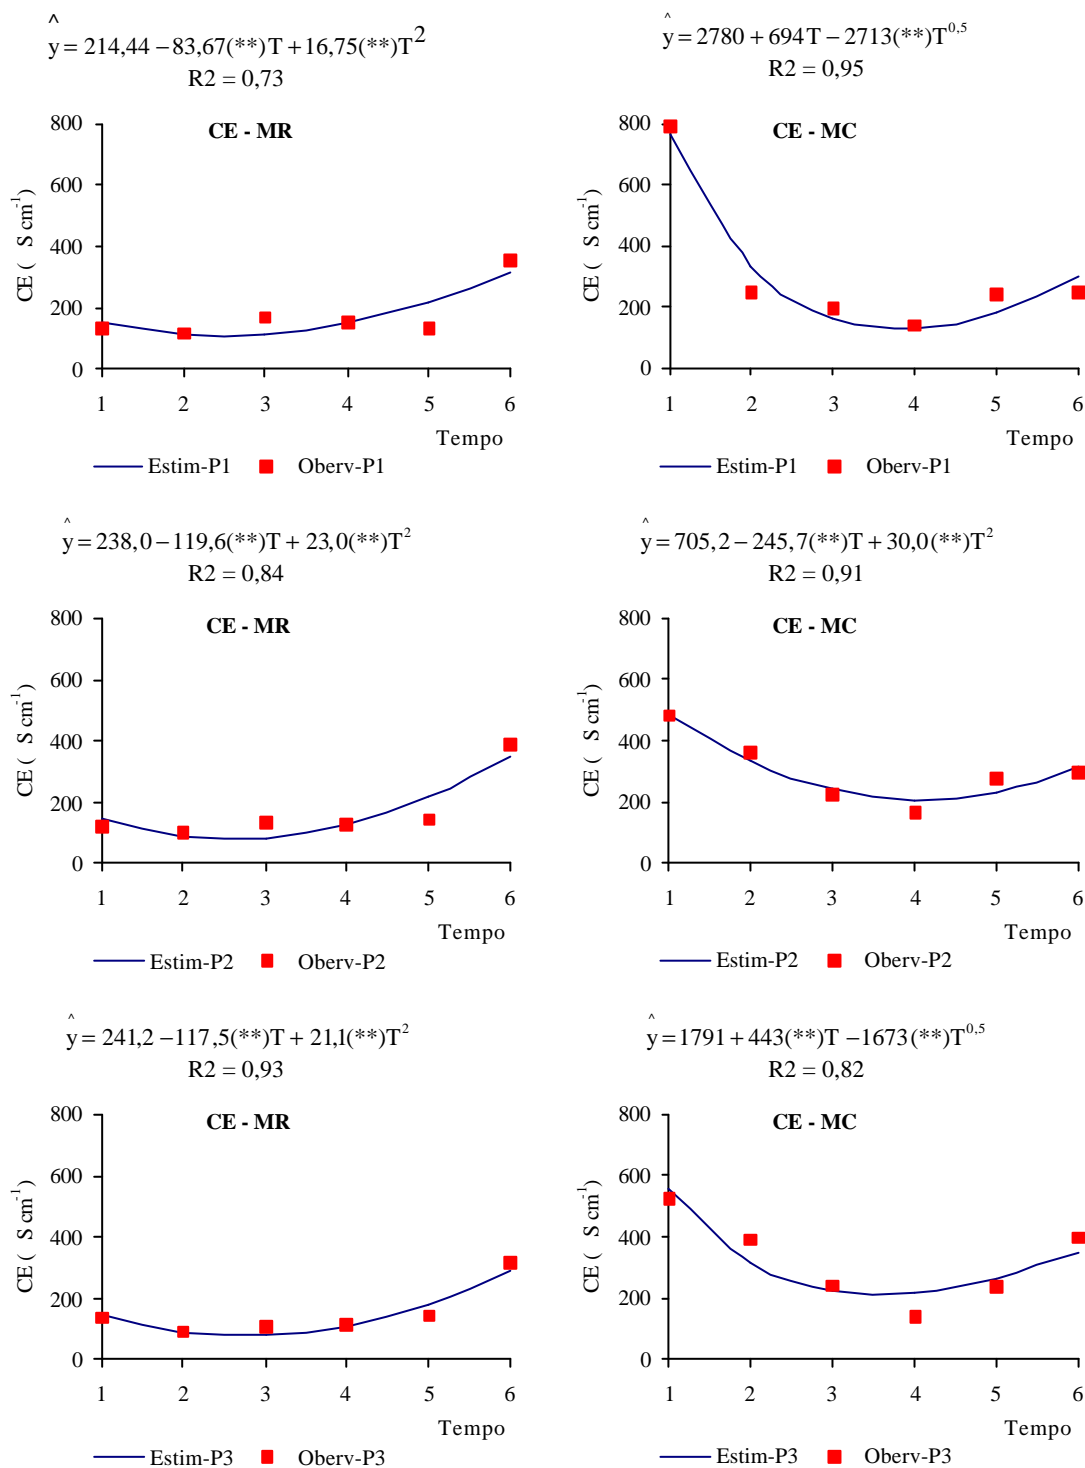 ^
y = 214,44 − 83,67(**)T + 16,75(**)T²
R2 = 0,73
CE - MR
CE ( S cm⁻¹)
800
600
400
200
0
1 2 3 4 5 6
Tempo
Estim-P1 Oberv-P1
^
y = 2780 + 694T − 2713(**)T⁰,⁵
R2 = 0,95
CE - MC
CE ( S cm⁻¹)
800
600
400
200
0
1 2 3 4 5 6
Tempo
Estim-P1 Oberv-P1
^
y = 238,0 − 119,6(**)T + 23,0(**)T²
R2 = 0,84
CE - MR
CE ( S cm⁻¹)
800
600
400
200
0
1 2 3 4 5 6
Tempo
Estim-P2 Oberv-P2
^
y = 705,2 − 245,7(**)T + 30,0(**)T²
R2 = 0,91
CE - MC
CE ( S cm⁻¹)
800
600
400
200
0
1 2 3 4 5 6
Tempo
Estim-P2 Oberv-P2
^
y = 241,2 − 117,5(**)T + 21,1(**)T²
R2 = 0,93
CE - MR
CE ( S cm⁻¹)
800
600
400
200
0
1 2 3 4 5 6
Tempo
Estim-P3 Oberv-P3
^
y = 1791 + 443(**)T − 1673(**)T⁰,⁵
R2 = 0,82
CE - MC
CE ( S cm⁻¹)
800
600
400
200
0
1 2 3 4 5 6
Tempo
Estim-P3 Oberv-P3